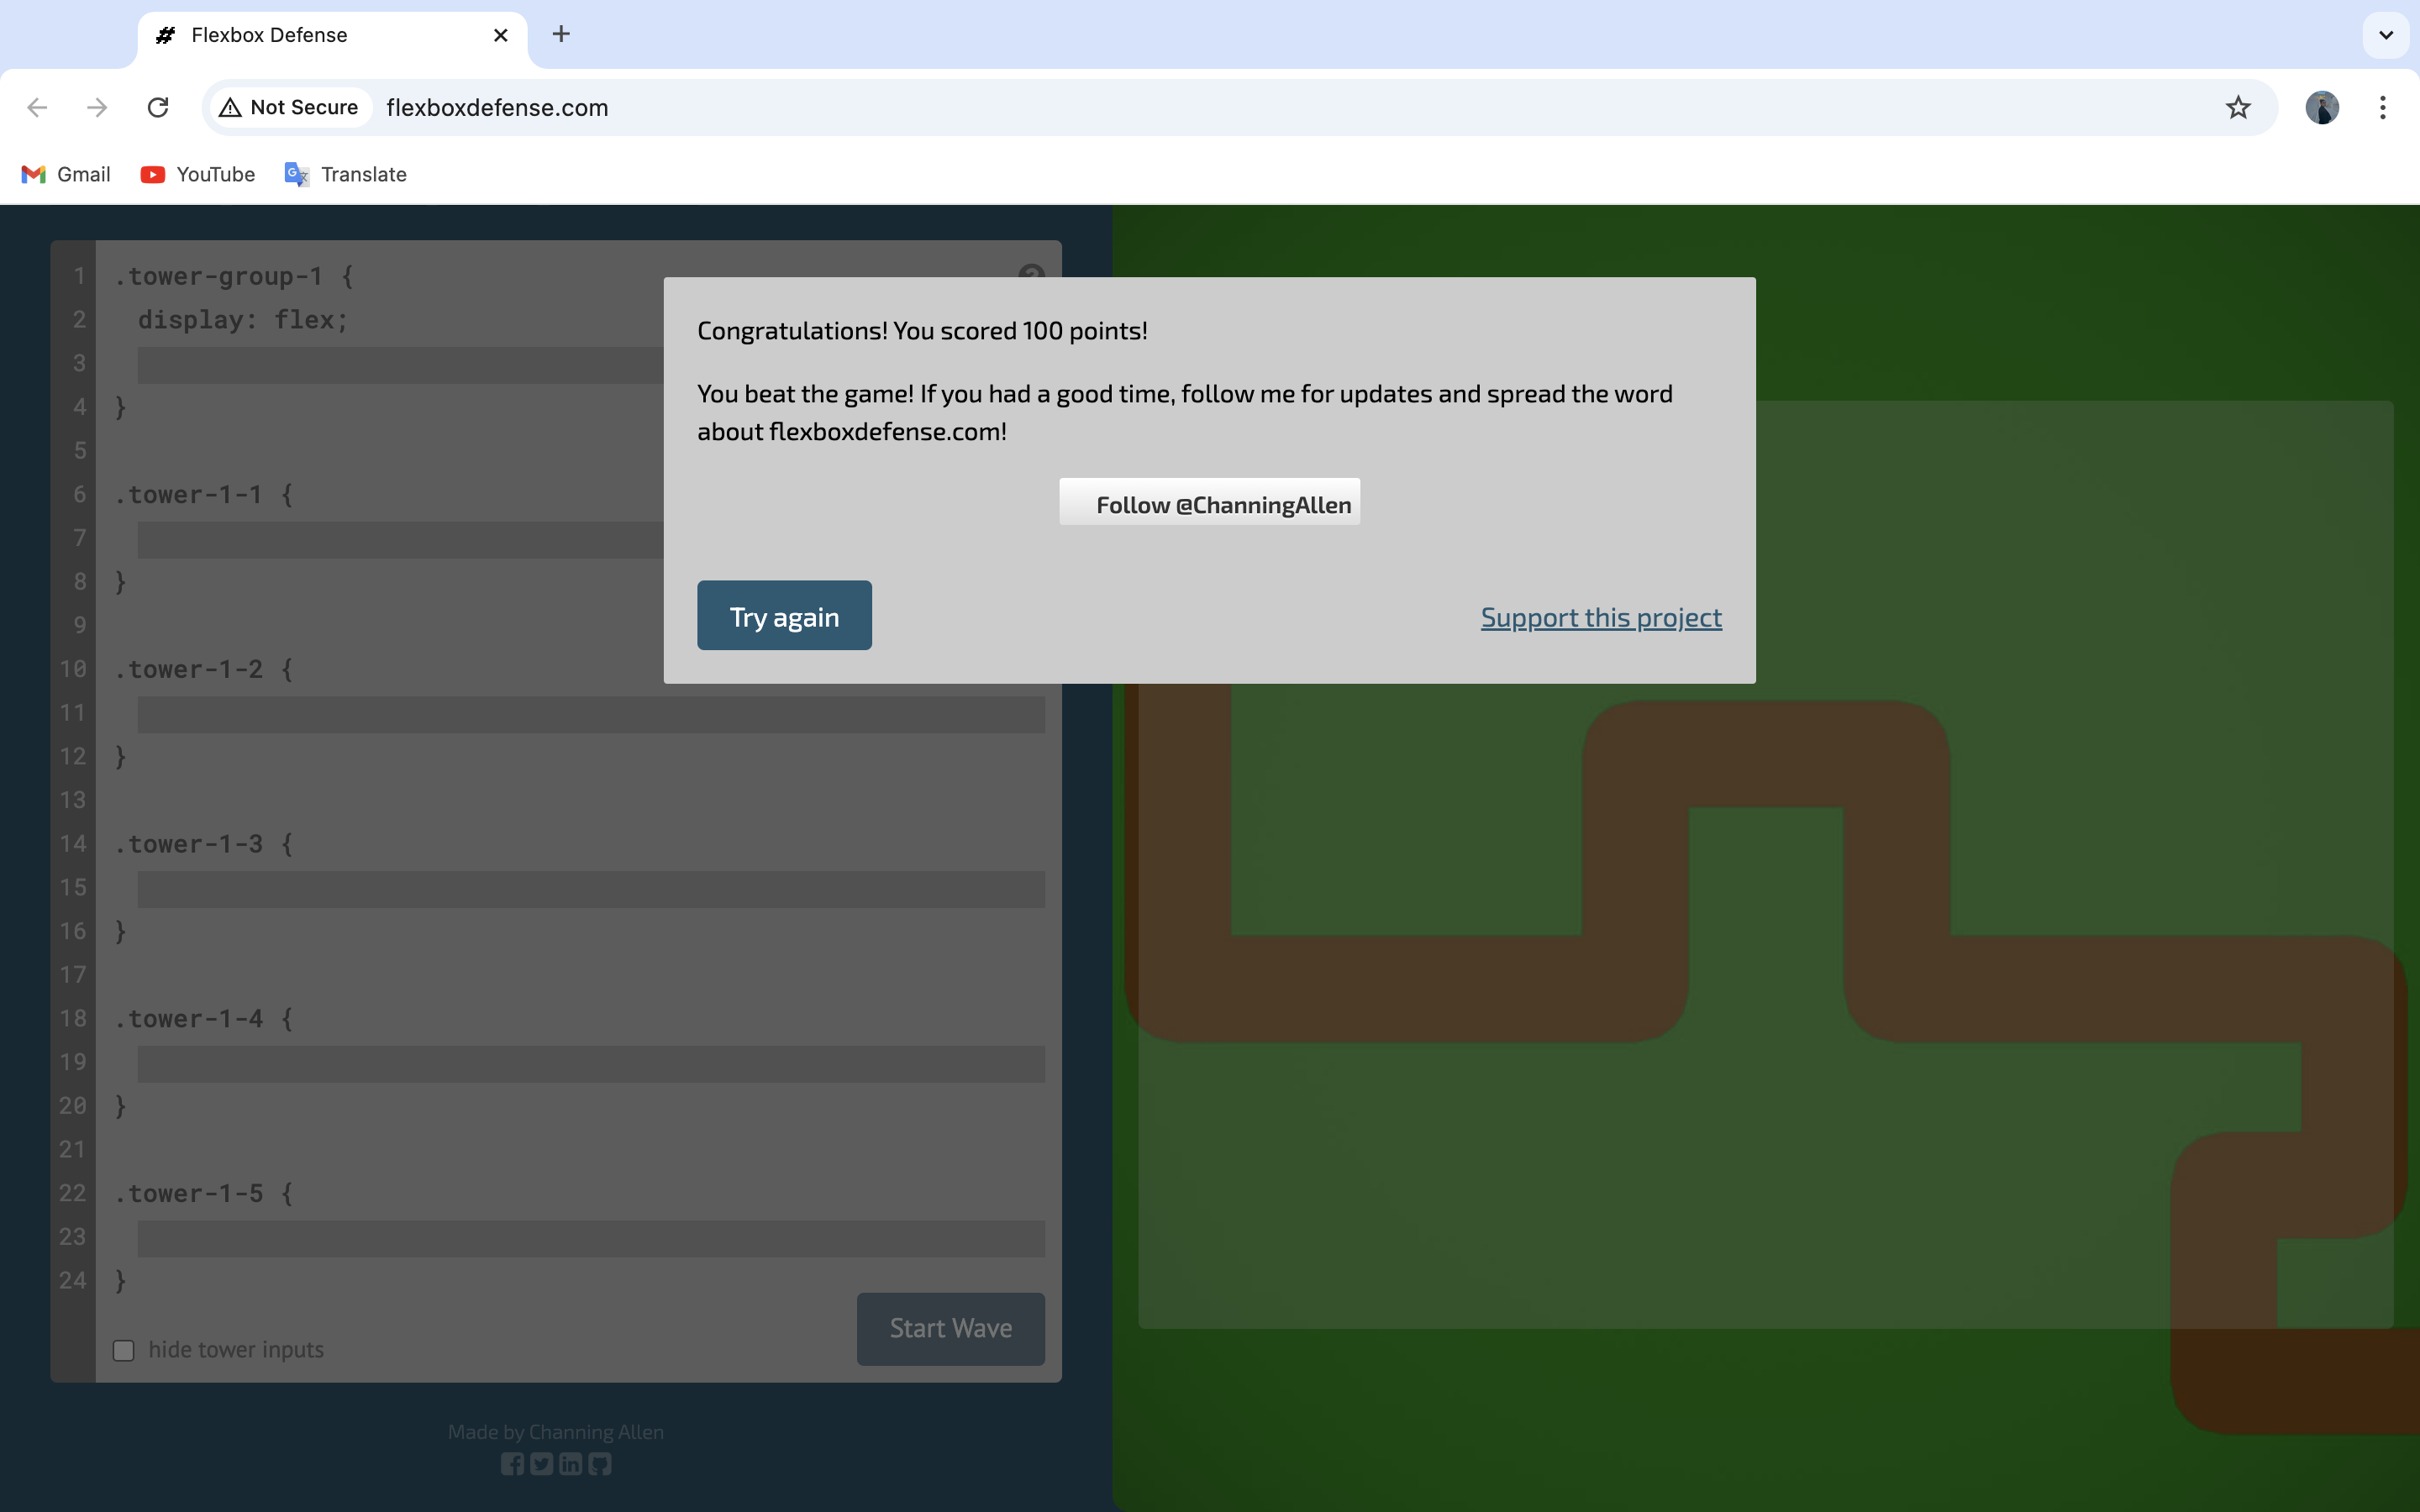 Flexbox Defense
Not Secure flexboxdefense.com
Gmail YouTube Translate
1 .tower-group-1 {
2 display: flex;
3
4 }
5
6 .tower-1-1 {
7
8 }
9
10 .tower-1-2 {
11
12 }
13
14 .tower-1-3 {
15
16 }
17
18 .tower-1-4 {
19
20 }
21
22 .tower-1-5 {
23
24 }
hide tower inputs
Start Wave
Made by Channing Allen
Congratulations! You scored 100 points!
You beat the game! If you had a good time, follow me for updates and spread the word
about flexboxdefense.com!
Follow @ChanningAllen
Try again
Support this project